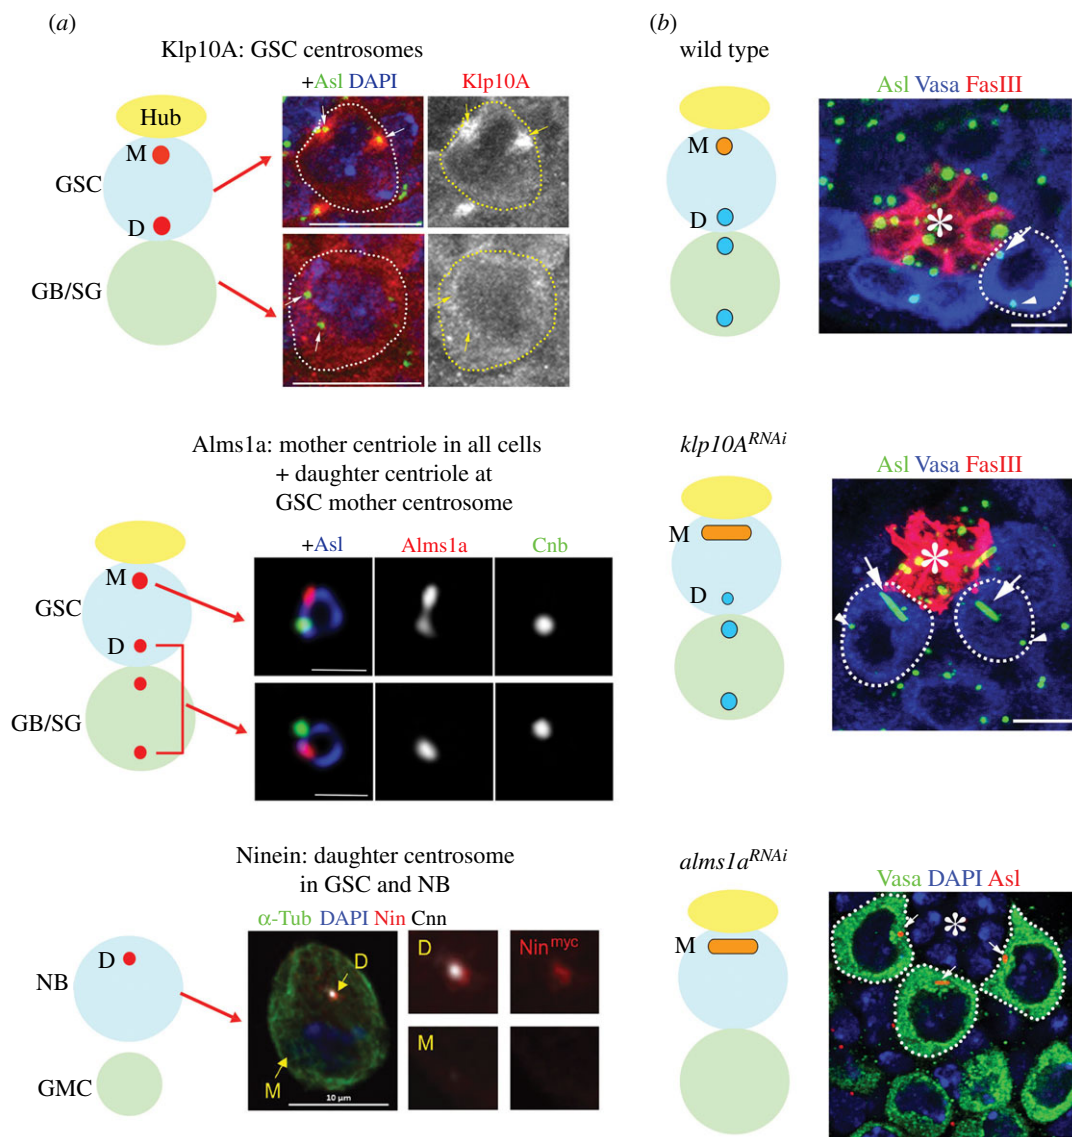 (a)
Klp10A: GSC centrosomes
+Asl DAPI
Klp10A
Hub
M
GSC
D
GB/SG
Alms1a: mother centriole in all cells
+ daughter centriole at
GSC mother centrosome
+Asl
Alms1a
Cnb
M
GSC
D
GB/SG
Ninein: daughter centrosome
in GSC and NB
α-Tub DAPI Nin Cnn
D
NB
GMC
D
M
10 µm
D
Nin^myc
M
(b)
wild type
Asl Vasa FasIII
M
D
*
klp10A^RNAi
Asl Vasa FasIII
M
D
*
alms1a^RNAi
Vasa DAPI Asl
M
*